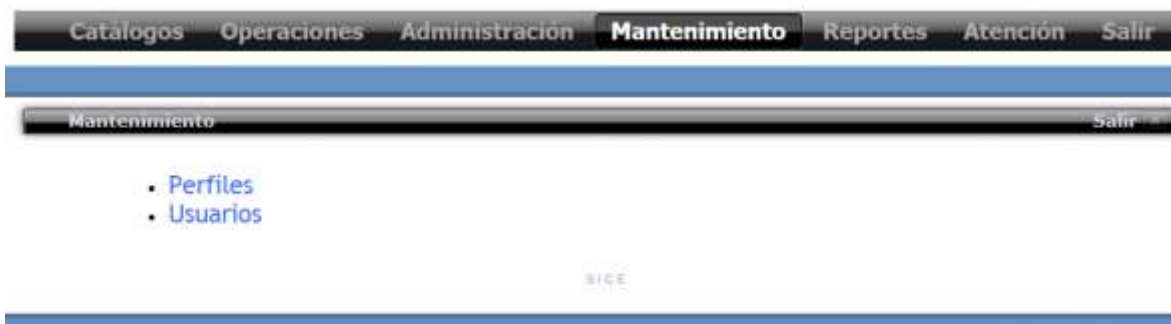 Catálogos Operaciones Administración Mantenimiento Reportes Atención Salir
Mantenimiento Salir
• Perfiles
• Usuarios
SICE